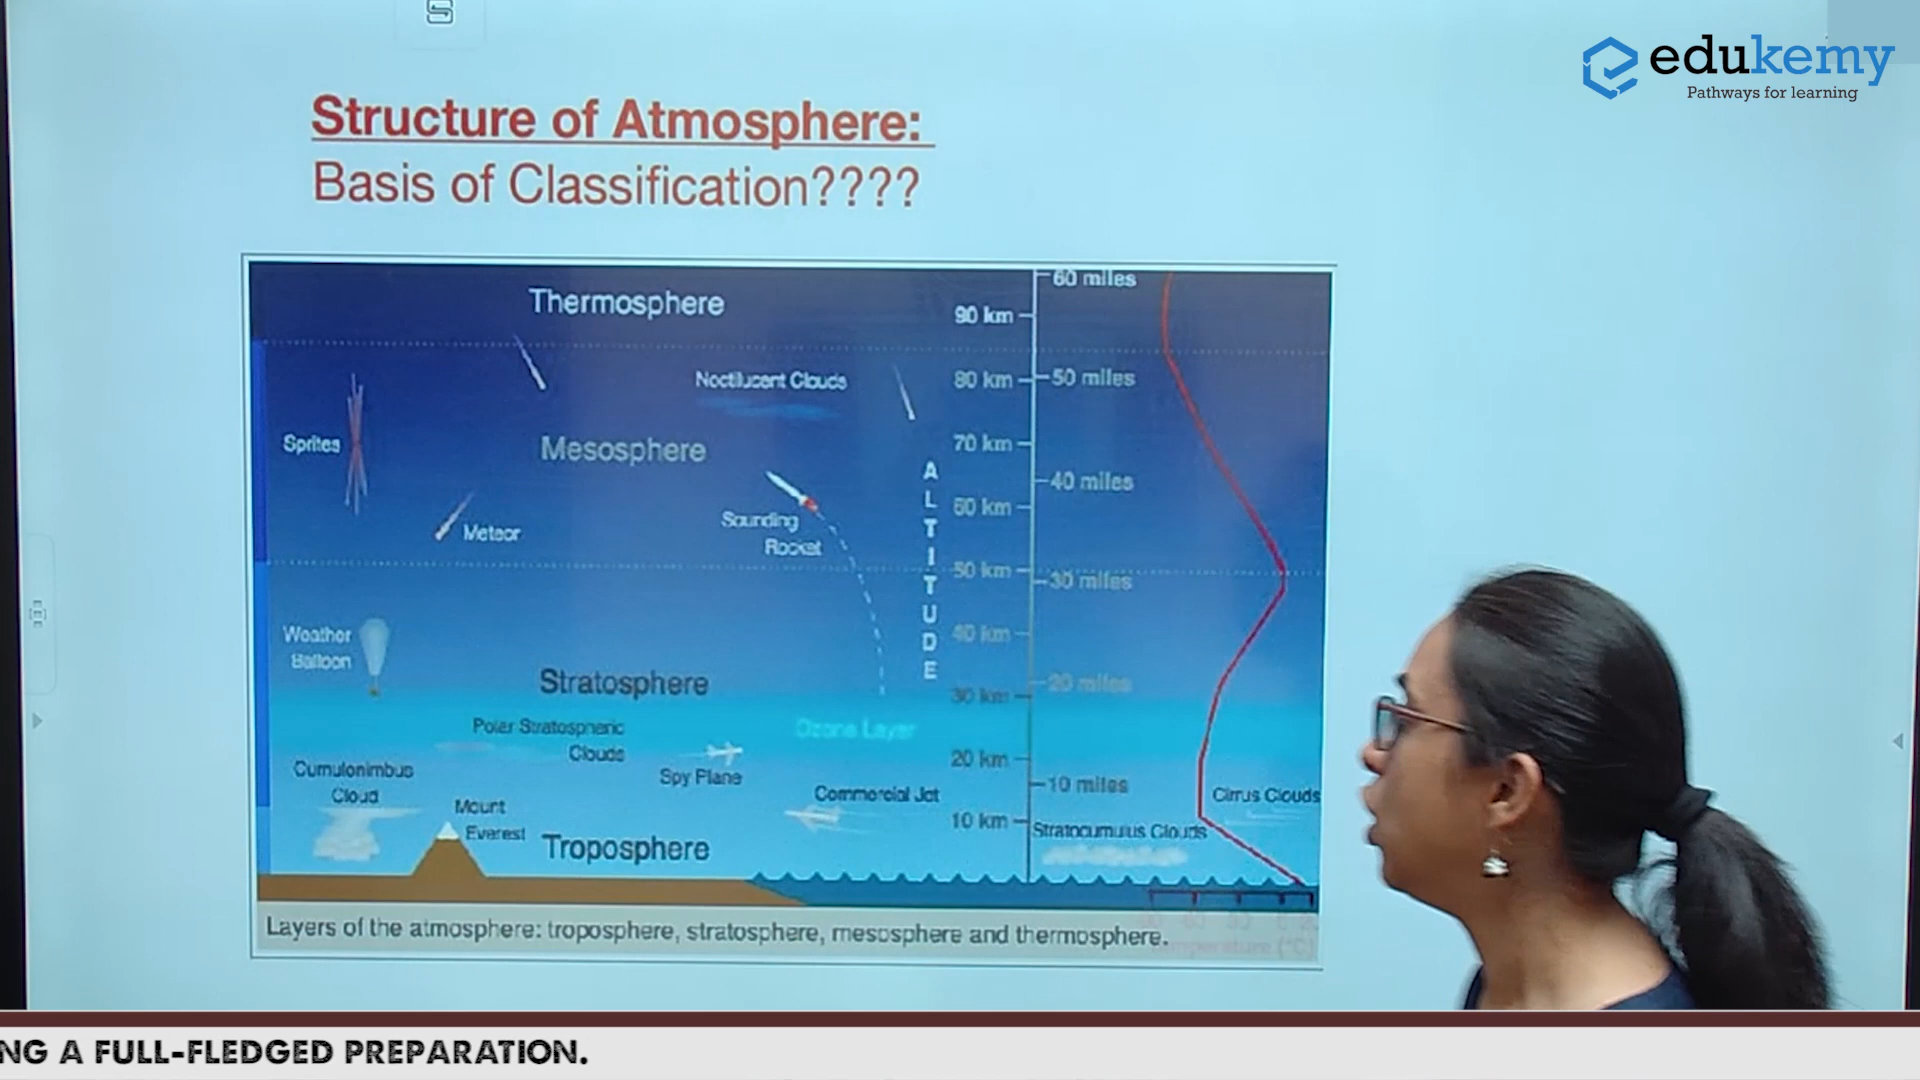 S
edukemy
Pathways for learning
Structure of Atmosphere:
Basis of Classification????
Thermosphere
60 miles
90 km
Noctilucent Clouds
80 km
50 miles
Sprites
Mesosphere
70 km
A
L
T
I
T
U
D
E
40 miles
60 km
Sounding
Rocket
Meteor
50 km
30 miles
Weather
Balloon
40 km
Stratosphere
30 km
20 miles
Polar Stratospheric
Clouds
Ozone Layer
20 km
Cumulonimbus
Cloud
Spy Plane
10 miles
Commercial Jet
Cirrus Clouds
Mount
Everest
10 km
Stratocumulus Clouds
Troposphere
Layers of the atmosphere: troposphere, stratosphere, mesosphere and thermosphere.
Temperature (°C)
NG A FULL-FLEDGED PREPARATION.